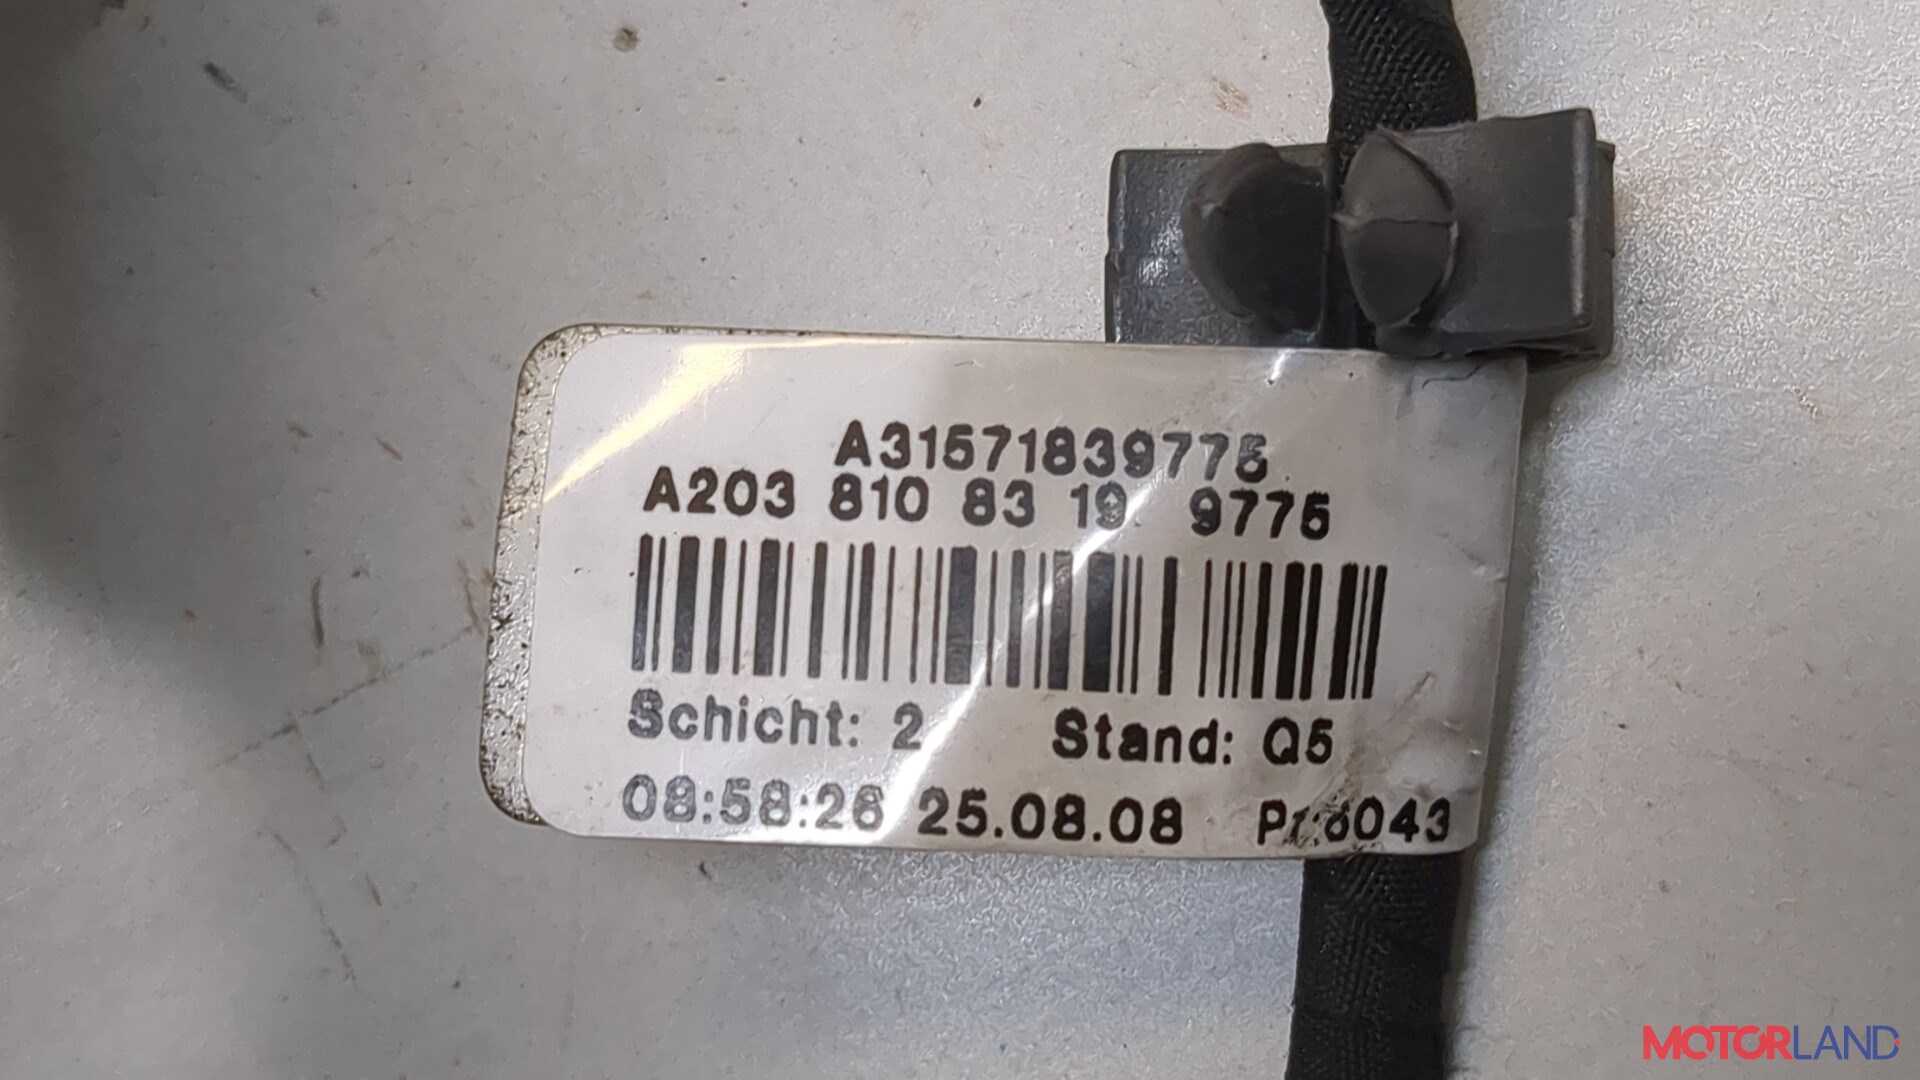 A31571839775
A203 810 83 19 9775
Schicht: 2 Stand: Q5
08:58:26 25.08.08 Pr:6043
MOTORLAND